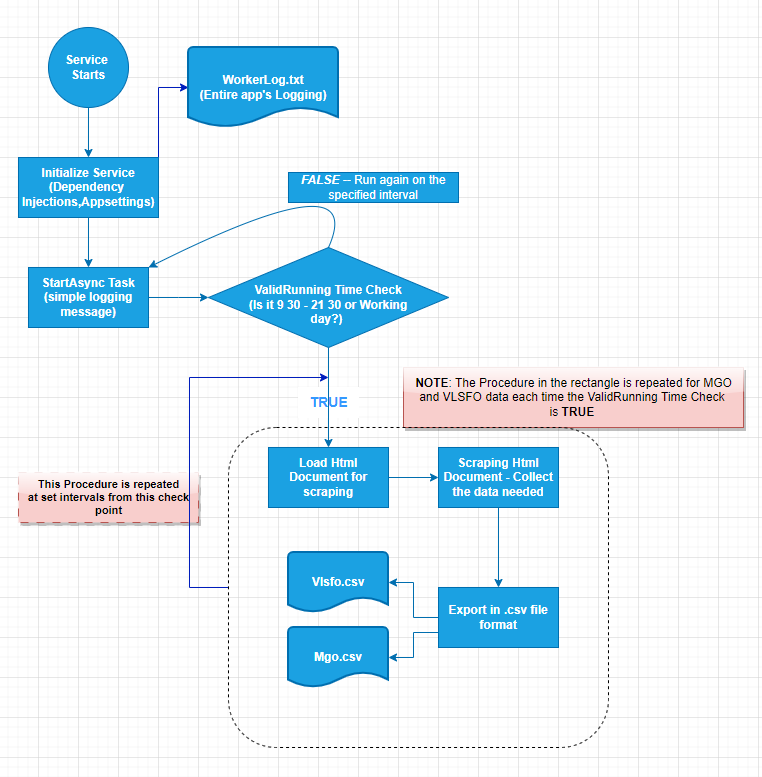 Service
Starts
WorkerLog.txt
(Entire app's Logging)
Initialize Service
(Dependency
Injections,Appsettings)
FALSE -- Run again on the
specified interval
StartAsync Task
(simple logging
message)
ValidRunning Time Check
(Is it 9 30 - 21 30 or Working
day?)
TRUE
NOTE: The Procedure in the rectangle is repeated for MGO
and VLSFO data each time the ValidRunning Time Check
is TRUE
This Procedure is repeated
at set intervals from this check
point
Load Html
Document for
scraping
Scraping Html
Document - Collect
the data needed
Vlsfo.csv
Export in .csv file
format
Mgo.csv